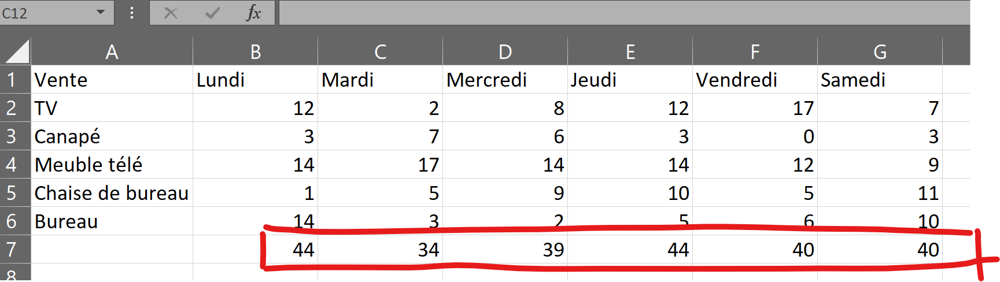 C12 fx
A B C D E F G
1 Vente Lundi Mardi Mercredi Jeudi Vendredi Samedi
2 TV 12 2 8 12 17 7
3 Canapé 3 7 6 3 0 3
4 Meuble télé 14 17 14 14 12 9
5 Chaise de bureau 1 5 9 10 5 11
6 Bureau 14 3 2 5 6 10
7 44 34 39 44 40 40
8